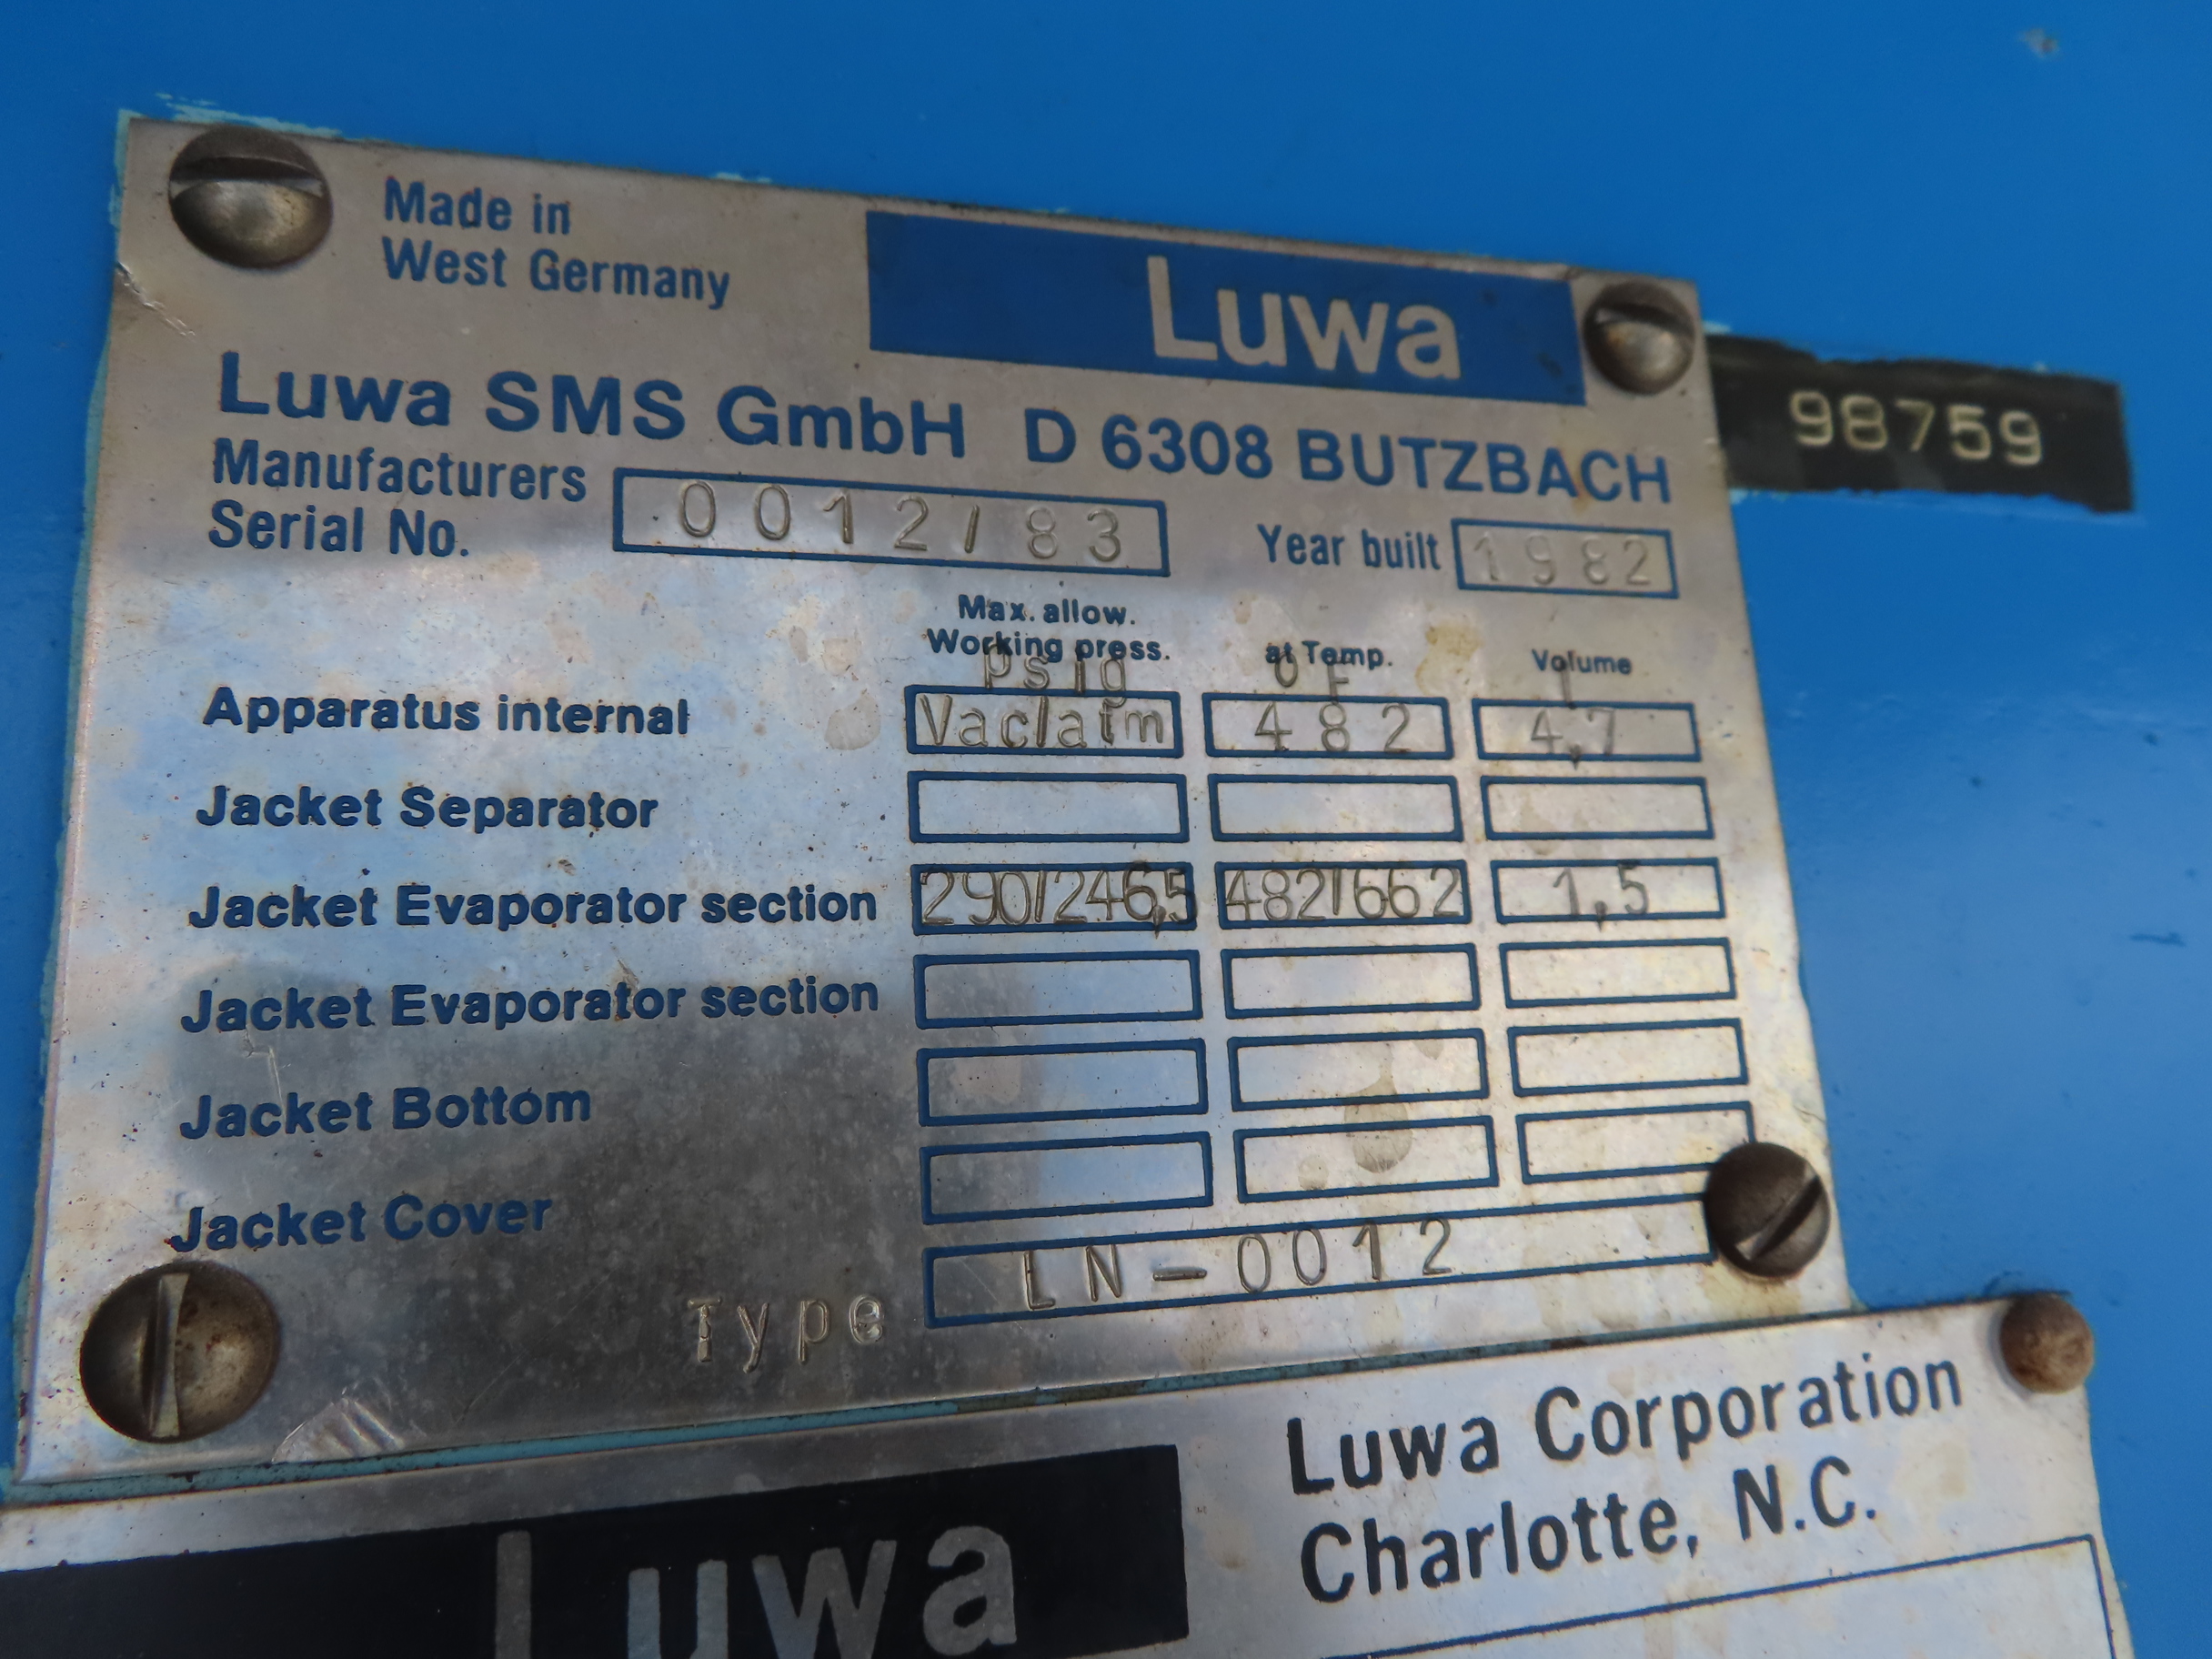 Made in
West Germany
Luwa
Luwa SMS GmbH D 6308 BUTZBACH
98759
Manufacturers
Serial No. 0012/83
Year built 1982
Max. allow.
Working press. at Temp. Volume
psig °F l
Apparatus internal Vac/atm 482 4,7
Jacket Separator
Jacket Evaporator section 290/246,5 482/662 1,5
Jacket Evaporator section
Jacket Bottom
Jacket Cover
Type LN-0012
Luwa
Luwa Corporation
Charlotte, N.C.